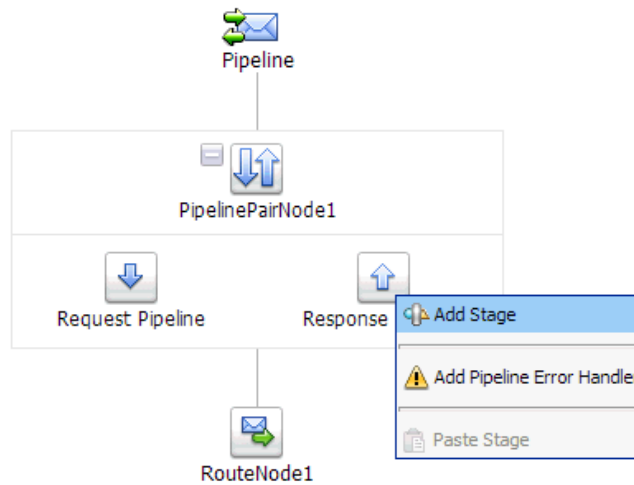 Pipeline
PipelinePairNode1
Request Pipeline
Response
Add Stage
Add Pipeline Error Handle
Paste Stage
RouteNode1